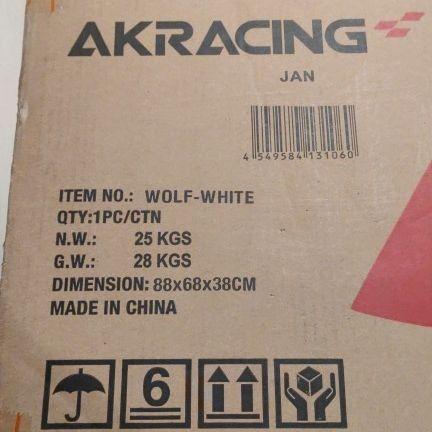 AKRACING
JAN
4 549584 131060
ITEM NO.: WOLF-WHITE
QTY:1PC/CTN
N.W.: 25 KGS
G.W.: 28 KGS
DIMENSION: 88x68x38CM
MADE IN CHINA
6